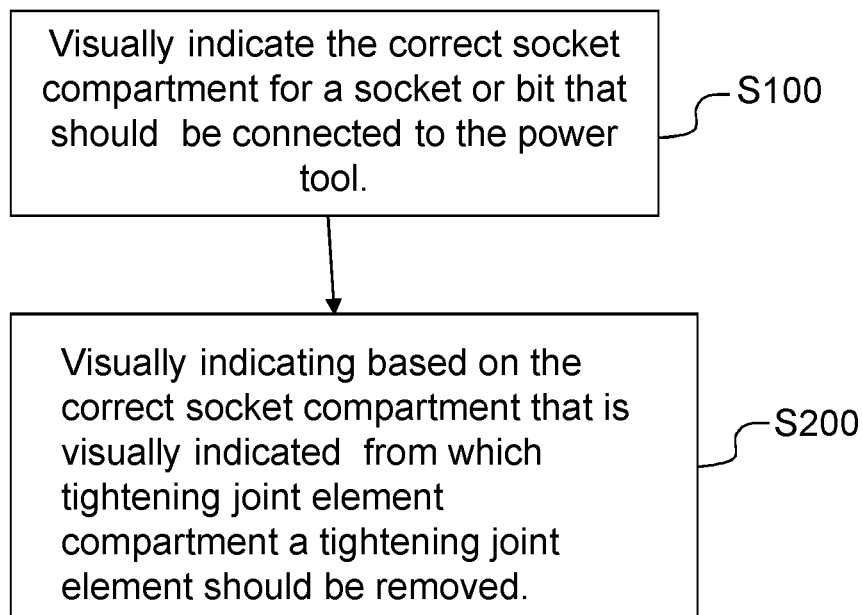 Visually indicate the correct socket
compartment for a socket or bit that
should be connected to the power
tool.
S100
Visually indicating based on the
correct socket compartment that is
visually indicated from which
tightening joint element
compartment a tightening joint
element should be removed.
S200